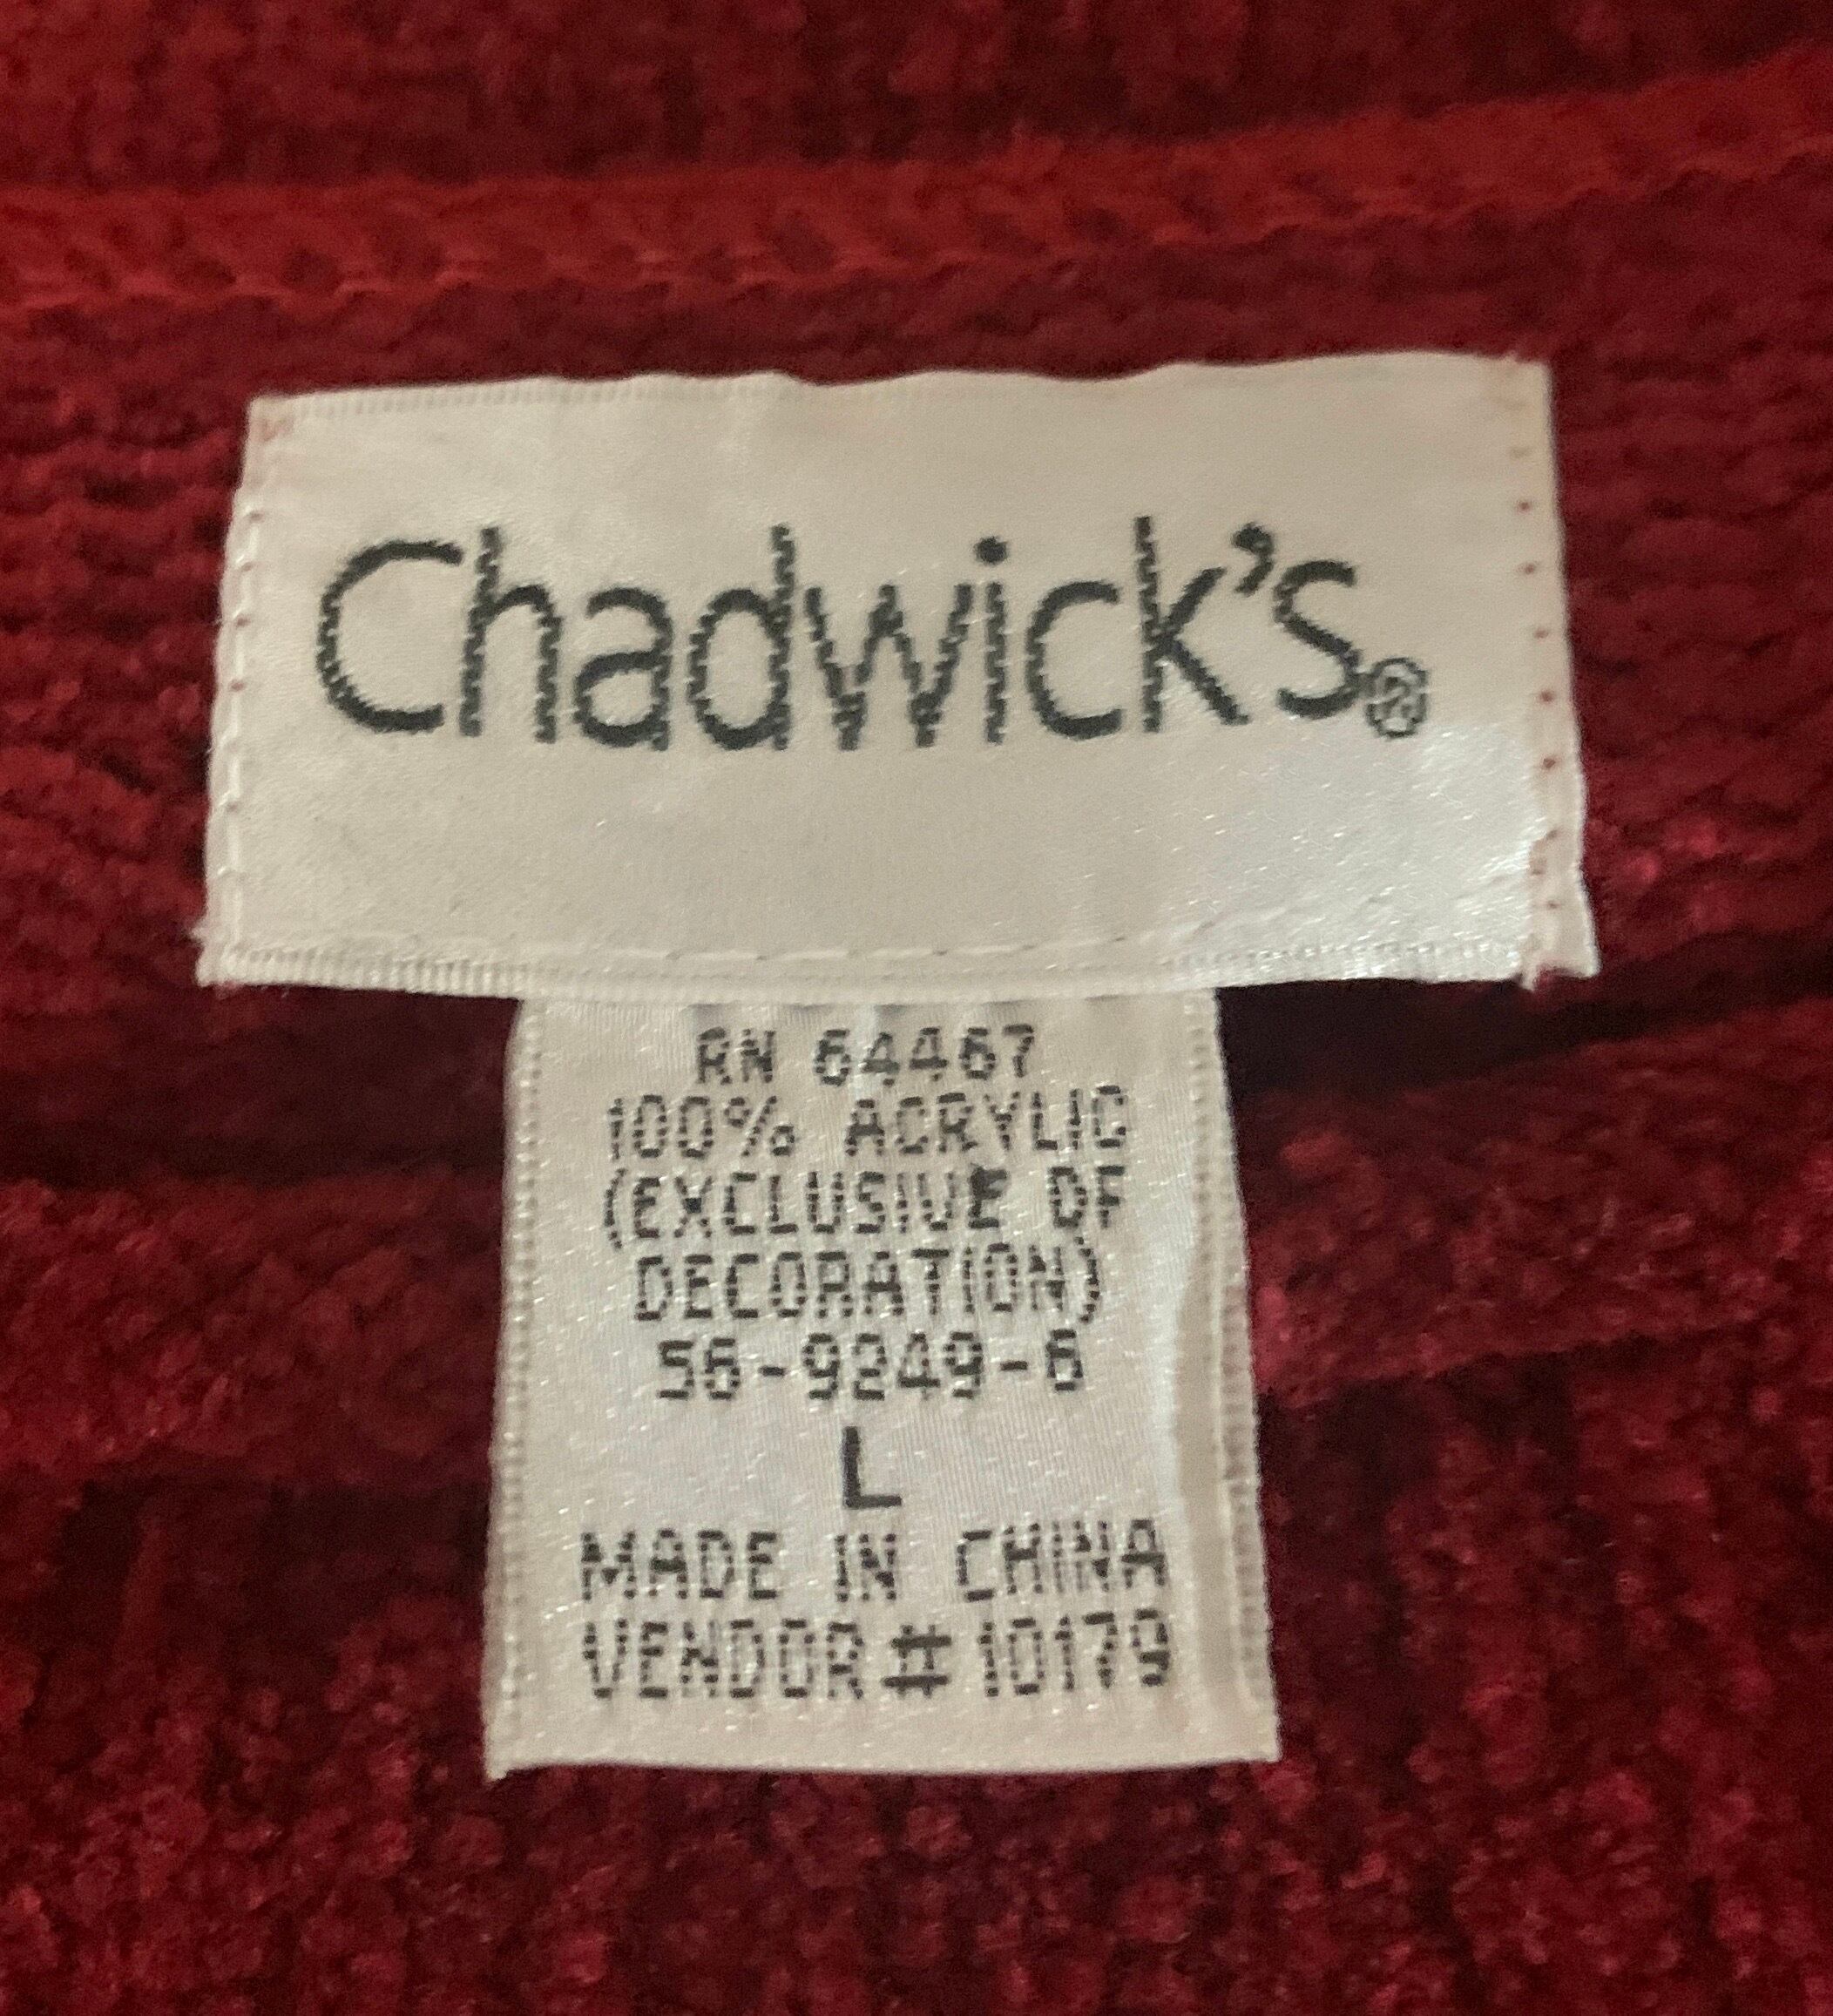 Chadwick's®
RN 64467
100% ACRYLIC
(EXCLUSIVE OF
DECORATION)
56-9249-6
L
MADE IN CHINA
VENDOR # 10179